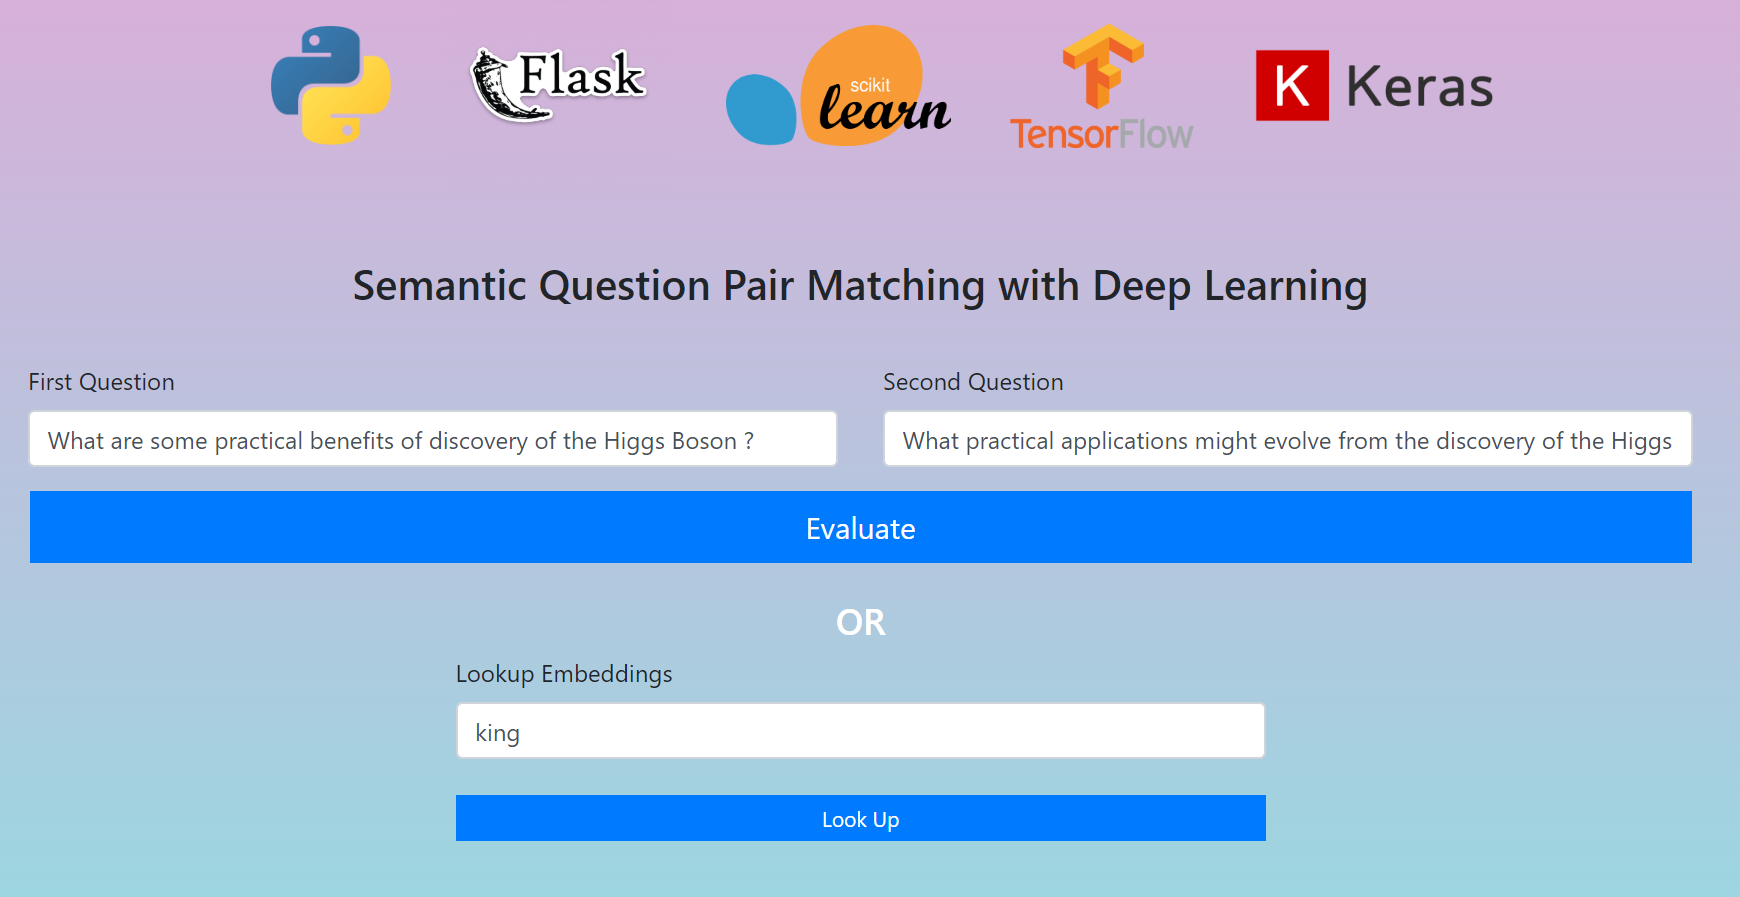 Flask
scikit
learn
TensorFlow
K Keras
Semantic Question Pair Matching with Deep Learning
First Question
Second Question
What are some practical benefits of discovery of the Higgs Boson ?
What practical applications might evolve from the discovery of the Higgs
Evaluate
OR
Lookup Embeddings
king
Look Up